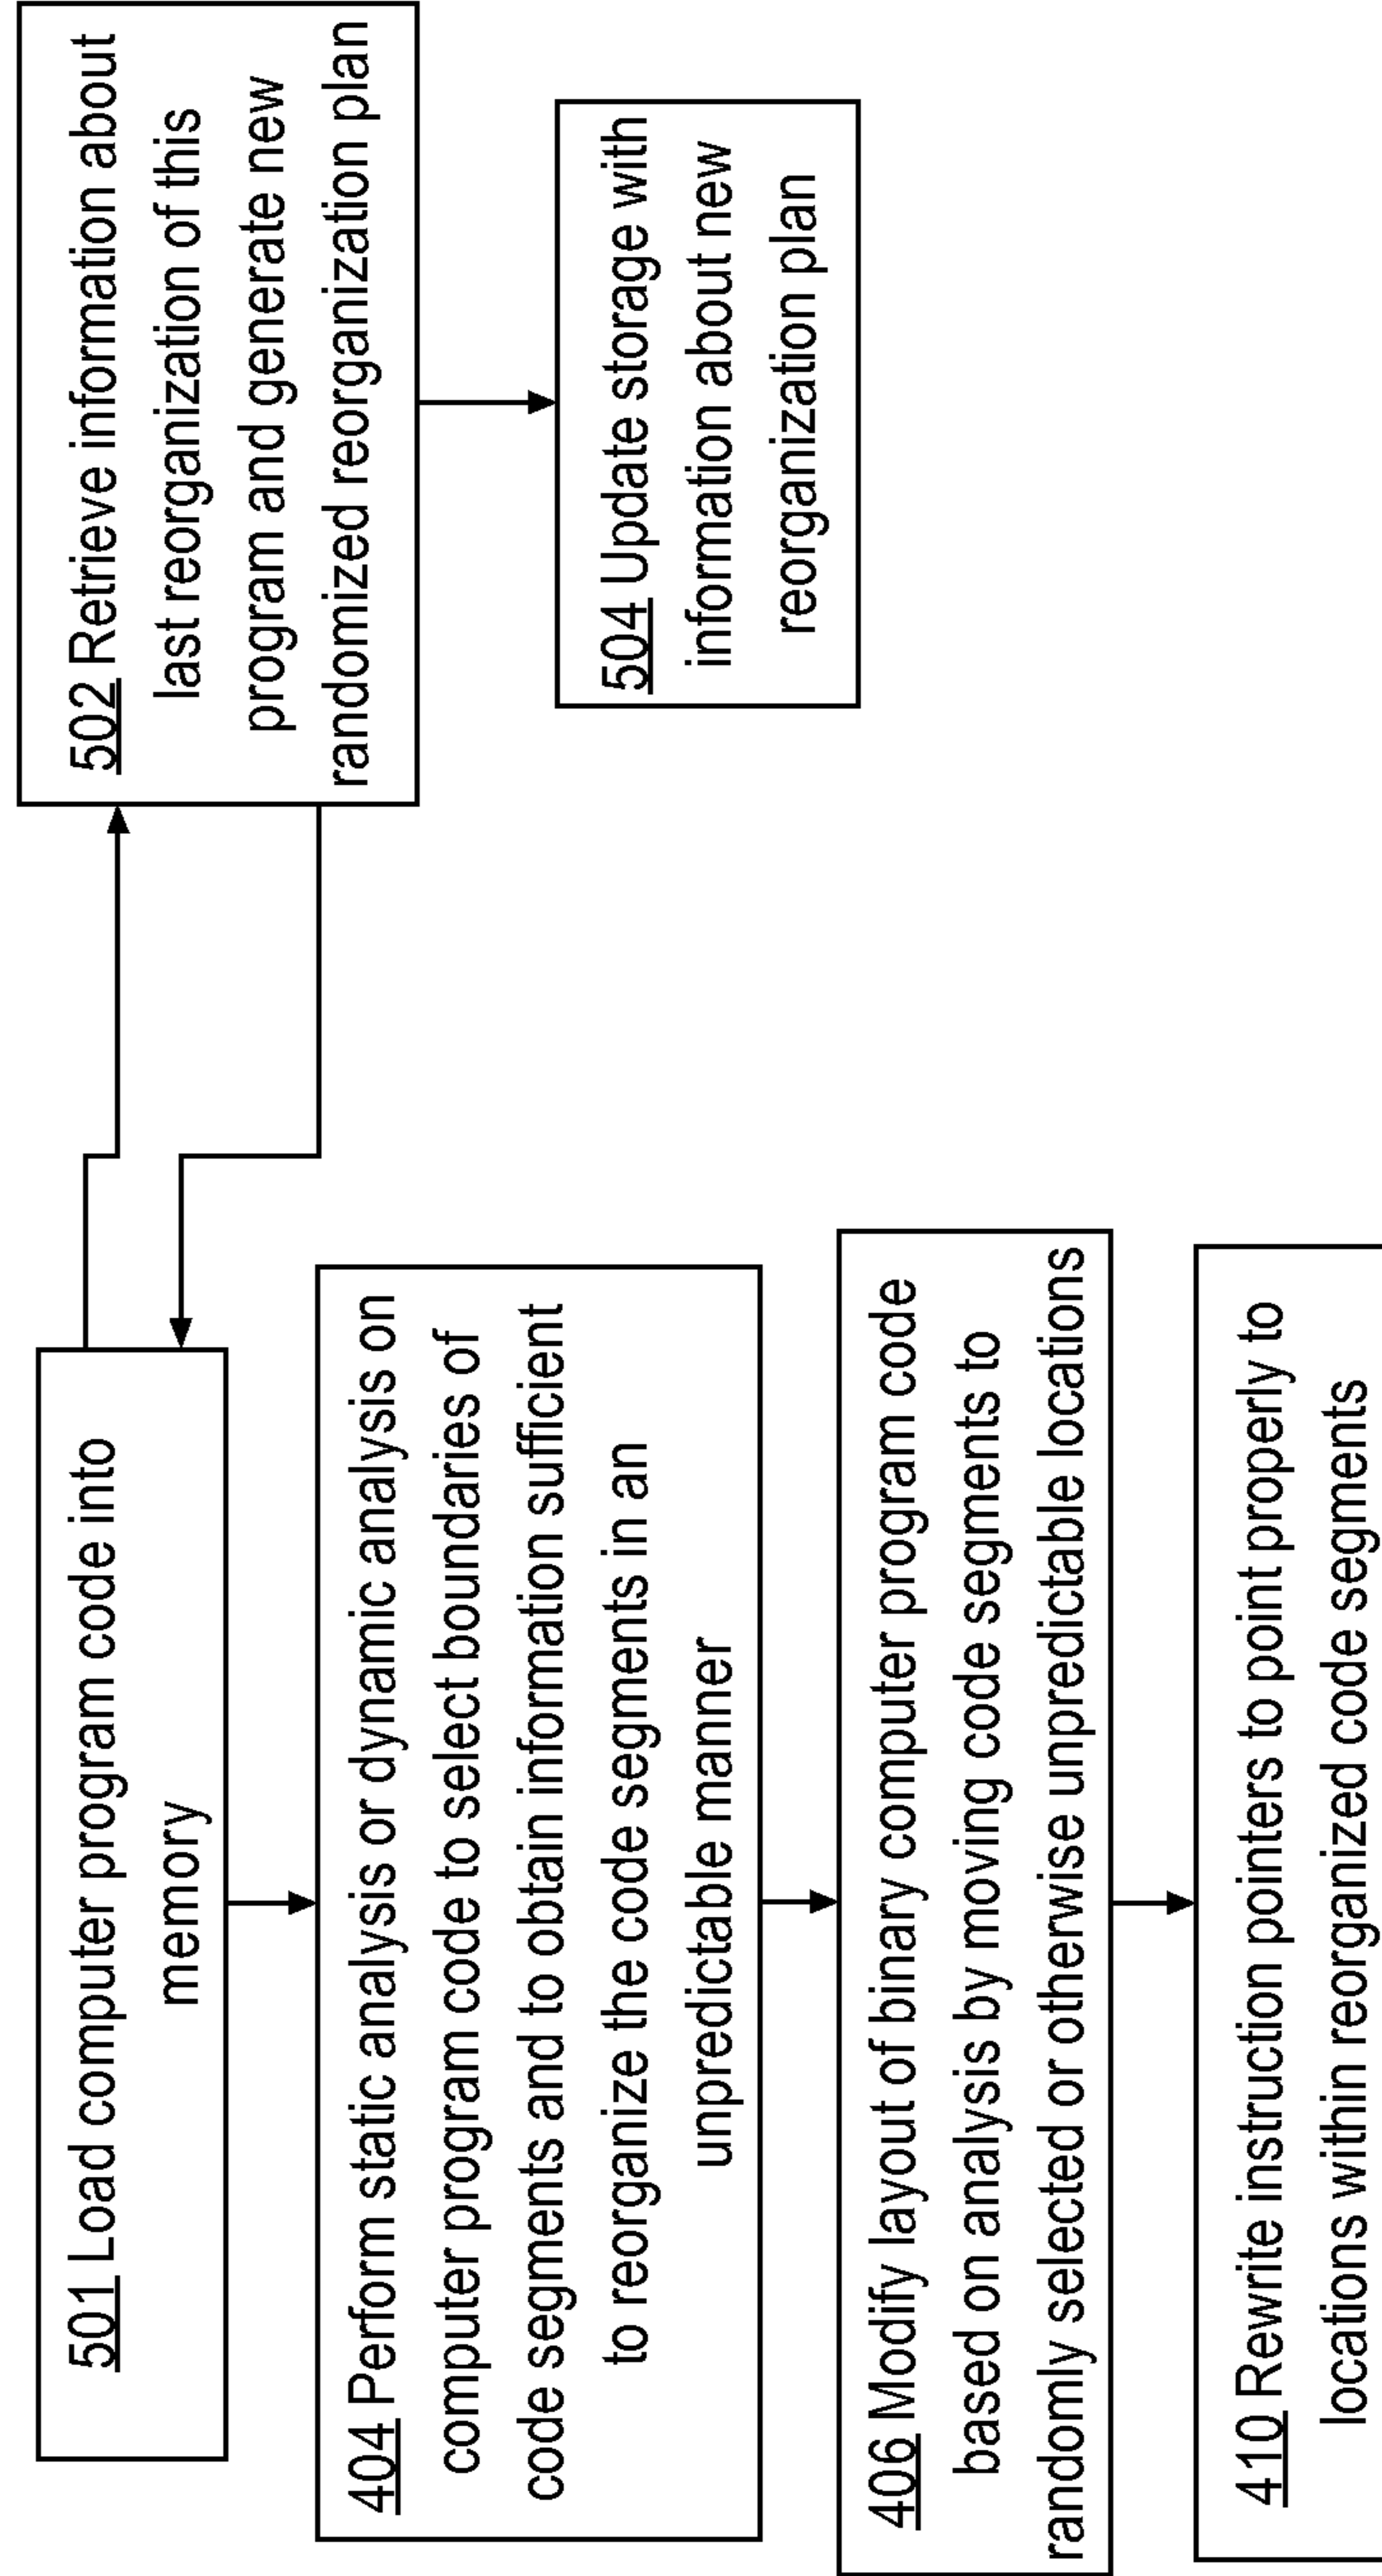 501 Load computer program code into
memory
502 Retrieve information about
last reorganization of this
program and generate new
randomized reorganization plan
504 Update storage with
information about new
reorganization plan
404 Perform static analysis or dynamic analysis on
computer program code to select boundaries of
code segments and to obtain information sufficient
to reorganize the code segments in an
unpredictable manner
406 Modify layout of binary computer program code
based on analysis by moving code segments to
randomly selected or otherwise unpredictable locations
410 Rewrite instruction pointers to point properly to
locations within reorganized code segments